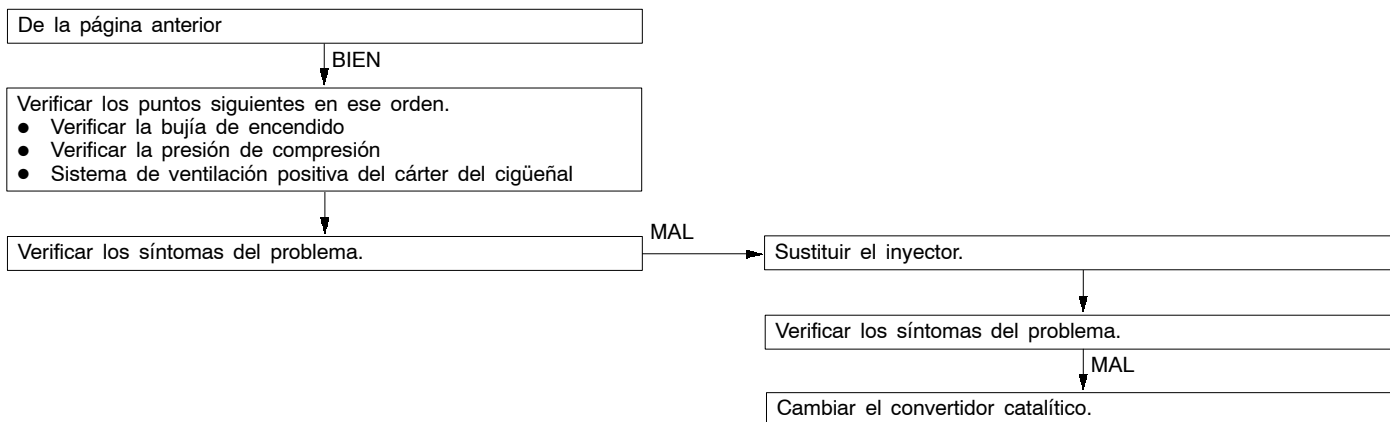 De la página anterior
BIEN
Verificar los puntos siguientes en ese orden.
● Verificar la bujía de encendido
● Verificar la presión de compresión
● Sistema de ventilación positiva del cárter del cigüeñal
Verificar los síntomas del problema.
MAL
Sustituir el inyector.
Verificar los síntomas del problema.
MAL
Cambiar el convertidor catalítico.